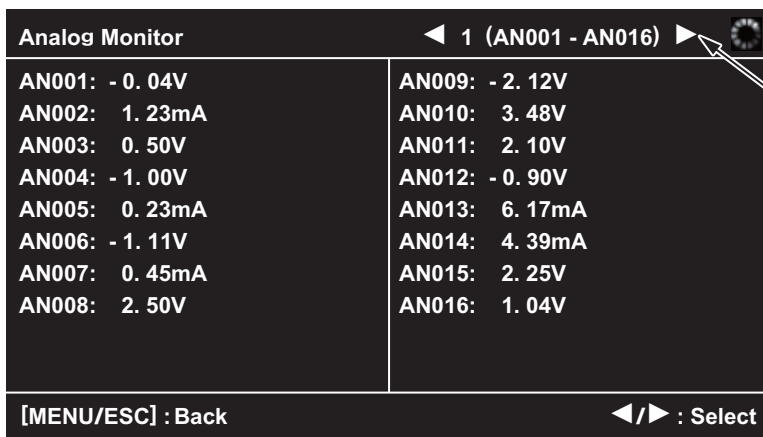 Analog Monitor
◀ 1 (AN001 - AN016) ▶
AN001: - 0. 04V
AN002: 1. 23mA
AN003: 0. 50V
AN004: - 1. 00V
AN005: 0. 23mA
AN006: - 1. 11V
AN007: 0. 45mA
AN008: 2. 50V
AN009: - 2. 12V
AN010: 3. 48V
AN011: 2. 10V
AN012: - 0. 90V
AN013: 6. 17mA
AN014: 4. 39mA
AN015: 2. 25V
AN016: 1. 04V
[MENU/ESC] : Back
◀/▶ : Select